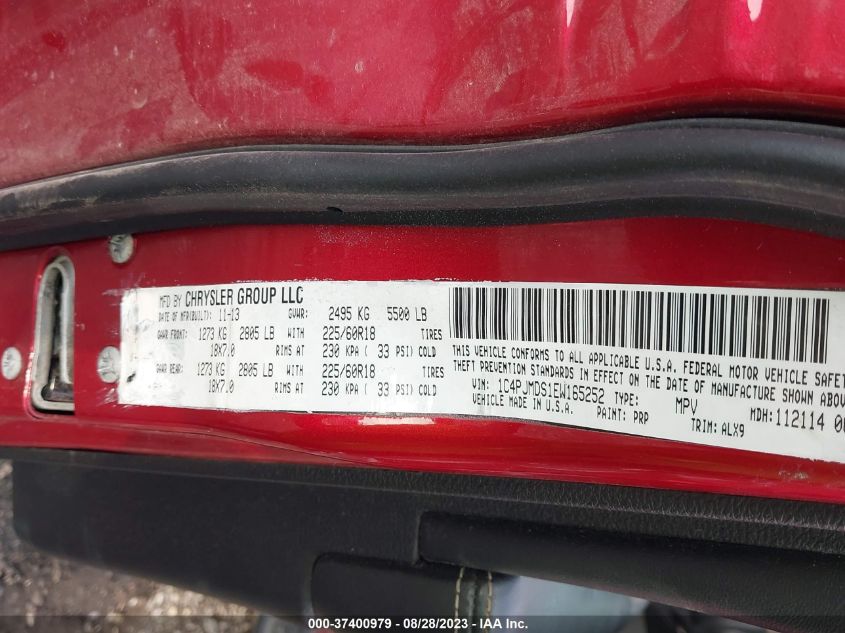 MFD BY CHRYSLER GROUP LLC
DATE OF MFR(BUILT): 11-13 GVWR: 2495 KG 5500 LB
GAWR FRONT: 1273 KG 2805 LB WITH 225/60R18 TIRES
18X7.0 RIMS AT 230 KPA ( 33 PSI) COLD
GAWR REAR: 1273 KG 2805 LB WITH 225/60R18 TIRES
18X7.0 RIMS AT 230 KPA ( 33 PSI) COLD
THIS VEHICLE CONFORMS TO ALL APPLICABLE U.S.A. FEDERAL MOTOR VEHICLE SAFET
THEFT PREVENTION STANDARDS IN EFFECT ON THE DATE OF MANUFACTURE SHOWN ABOV
VIN: 1C4PJMDS1EW165252 TYPE: MPV MDH: 112114 00
VEHICLE MADE IN U.S.A. PAINT: PRP TRIM: ALX9
000-37400979 - 08/28/2023 - IAA Inc.